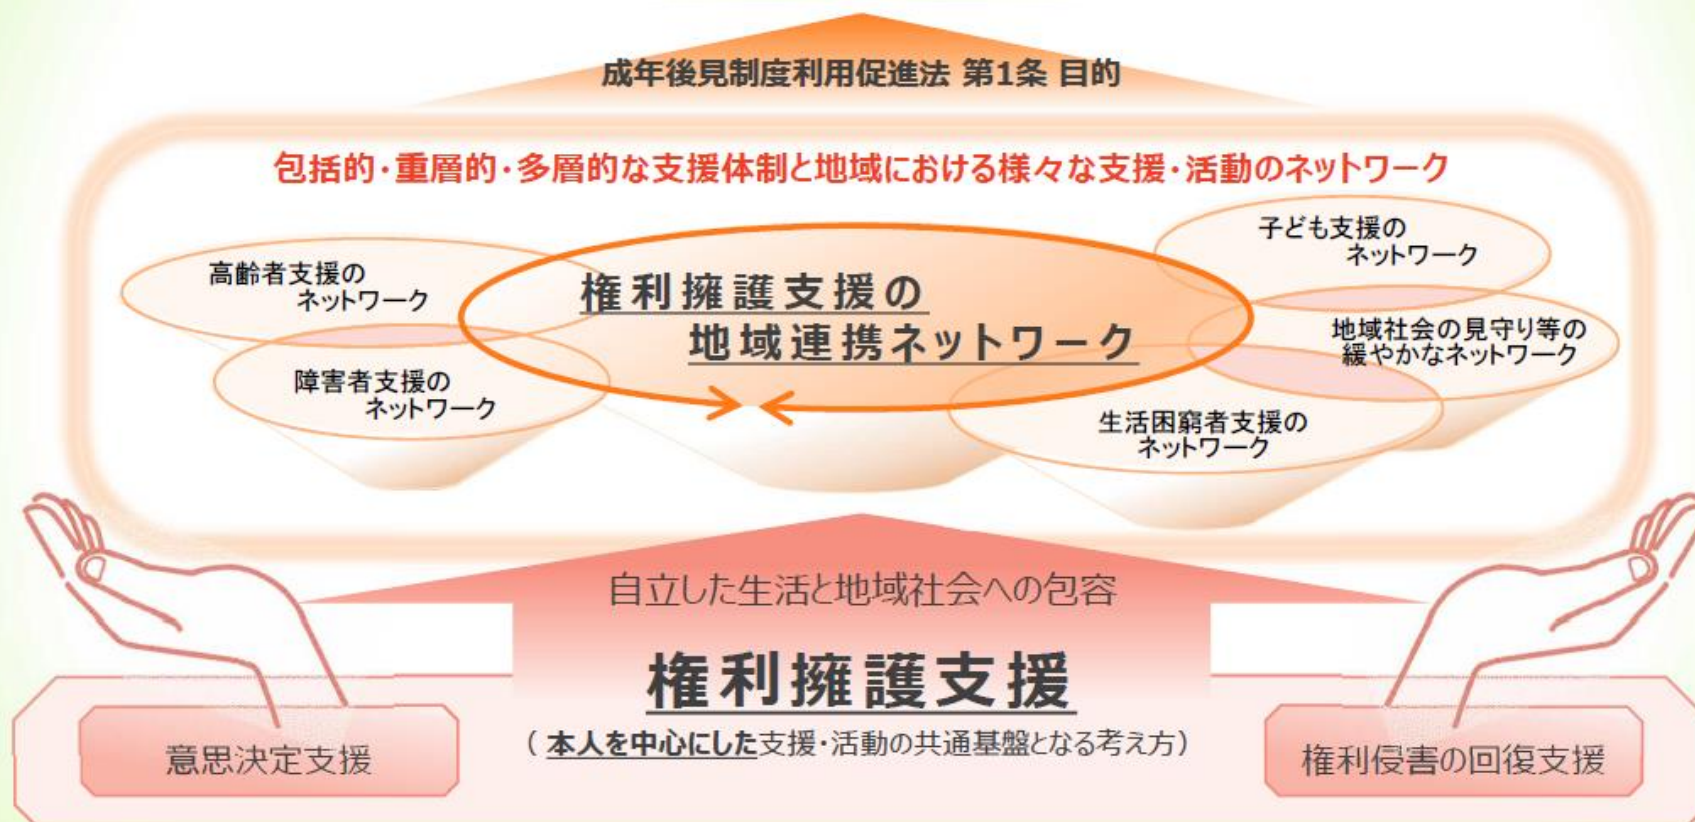 成年後見制度利用促進法 第1条 目的
包括的・重層的・多層的な支援体制と地域における様々な支援・活動のネットワーク
高齢者支援の
ネットワーク
障害者支援の
ネットワーク
権利擁護支援の
地域連携ネットワーク
子ども支援の
ネットワーク
地域社会の見守り等の
緩やかなネットワーク
生活困窮者支援の
ネットワーク
自立した生活と地域社会への包容
権利擁護支援
（本人を中心にした支援・活動の共通基盤となる考え方）
意思決定支援
権利侵害の回復支援